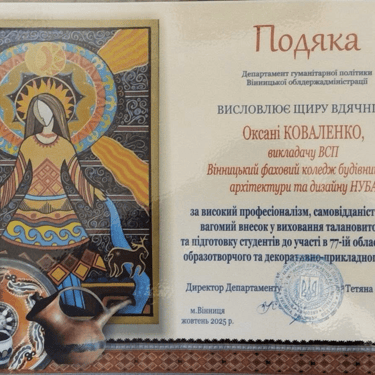 Подяка
Департамент гуманітарної політики
Вінницької облдержадміністрації
ВИСЛОВЛЮЄ ЩИРУ ВДЯЧНІ
Оксані КОВАЛЕНКО,
викладачу ВСП
Вінницький фаховий коледж будівни
архітектури та дизайну НУБА
за високий професіоналізм, самовідданіст
вагомий внесок у виховання талановито
та підготовку студентів до участі в 77-ій облас
образотворчого та декоративно-прикладног
Директор Департаменту
Тетяна
м.Вінниця
жовтень 2025 р.